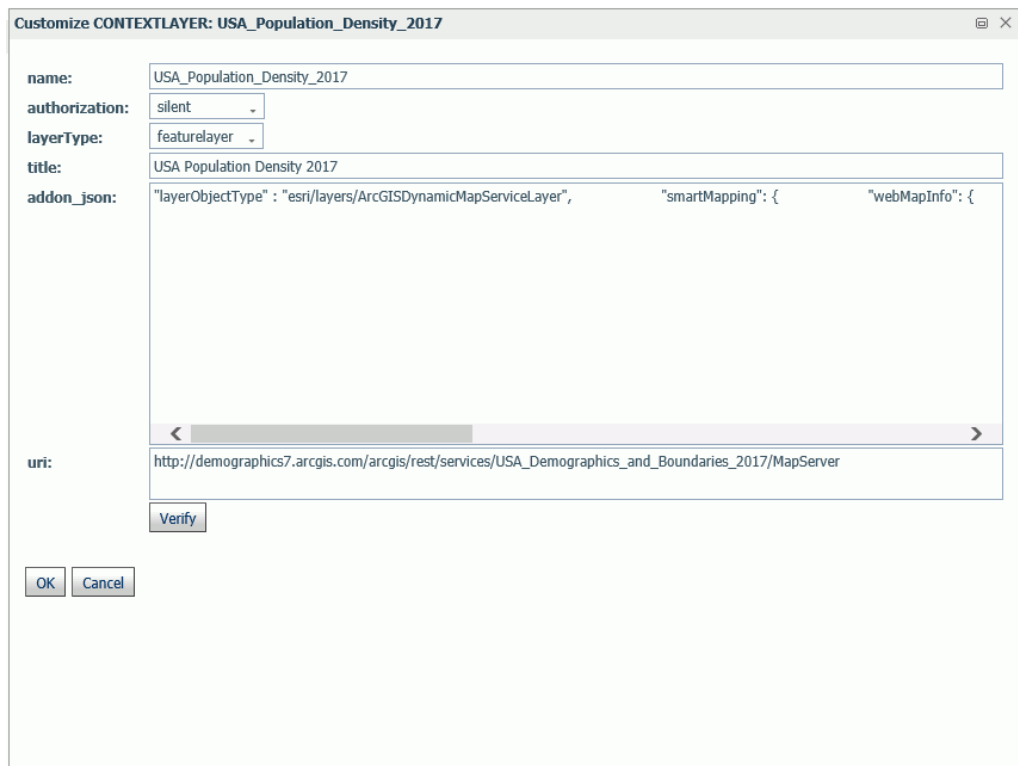 Customize CONTEXTLAYER: USA_Population_Density_2017
name: USA_Population_Density_2017
authorization: silent
layerType: featurelayer
title: USA Population Density 2017
addon_json: "layerObjectType" : "esri/layers/ArcGISDynamicMapServiceLayer", "smartMapping": { "webMapInfo": {
uri: http://demographics7.arcgis.com/arcgis/rest/services/USA_Demographics_and_Boundaries_2017/MapServer
Verify
OK Cancel